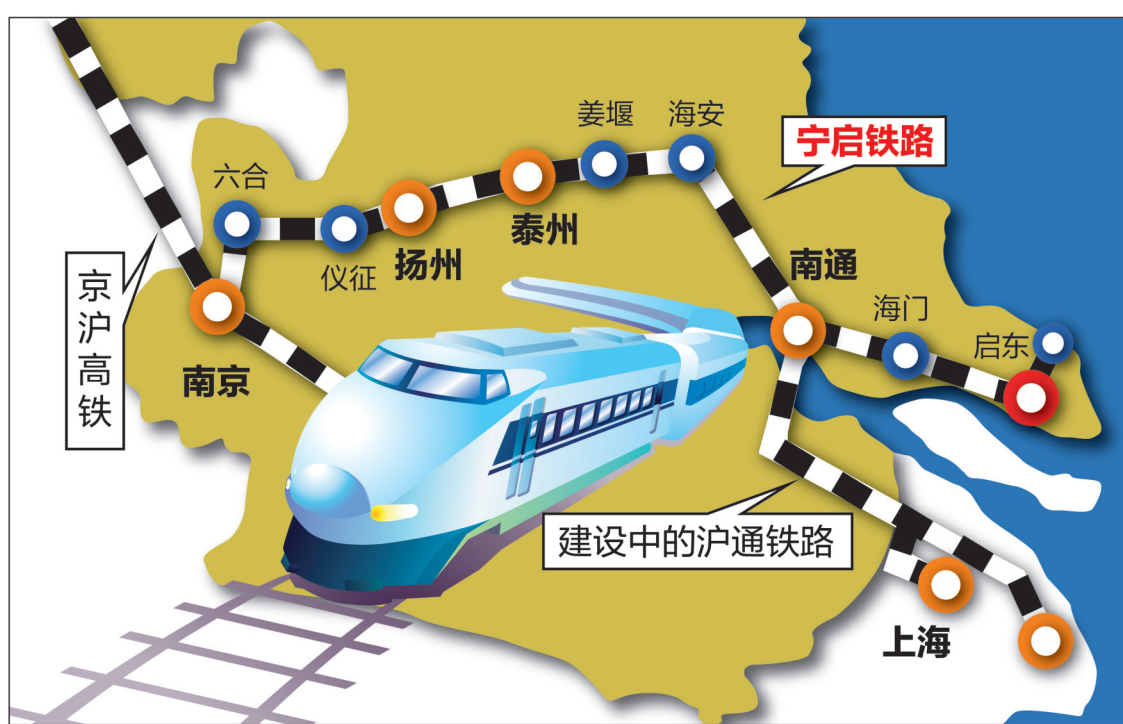 姜堰
海安
宁启铁路
六合
泰州
扬州
仪征
南通
京沪高铁
海门
启东
南京
建设中的沪通铁路
上海